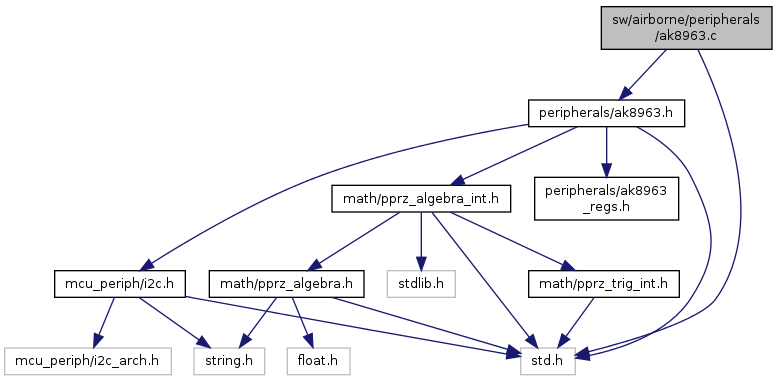 sw/airborne/peripherals
/ak8963.c
peripherals/ak8963.h
math/pprz_algebra_int.h
peripherals/ak8963
_regs.h
mcu_periph/i2c.h
math/pprz_algebra.h
stdlib.h
math/pprz_trig_int.h
mcu_periph/i2c_arch.h
string.h
float.h
std.h